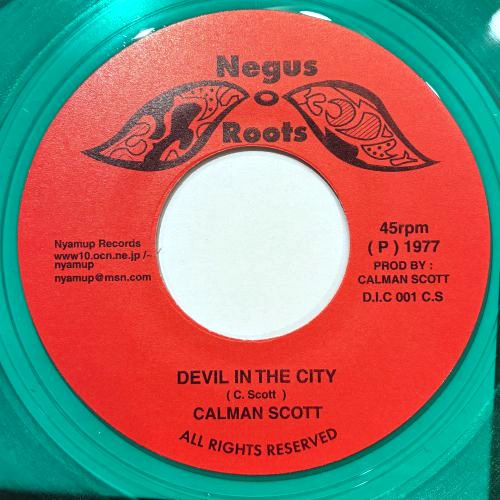 Negus
Roots
Nyamup Records
www10.ocn.ne.jp /~
nyamup
nyamup@msn.com
45rpm
( P ) 1977
PROD BY :
CALMAN SCOTT
D.I.C 001 C.S
DEVIL IN THE CITY
( C. Scott )
CALMAN SCOTT
ALL RIGHTS RESERVED